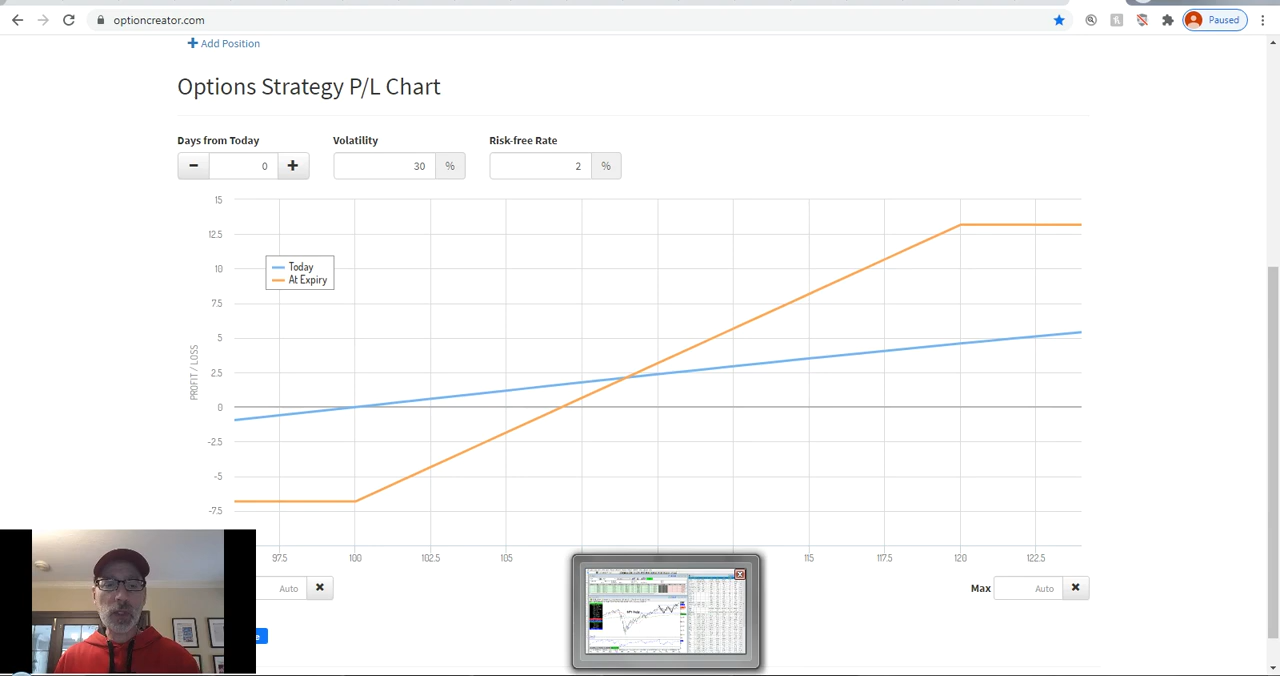 optioncreator.com
Paused
Add Position
Options Strategy P/L Chart
Days from Today
Volatility
Risk-free Rate
0
30
%
2
%
15
12.5
10
7.5
5
2.5
0
-2.5
-5
-7.5
PROFIT / LOSS
Today
At Expiry
97.5
100
102.5
105
115
117.5
120
122.5
Auto
Max
Auto
e